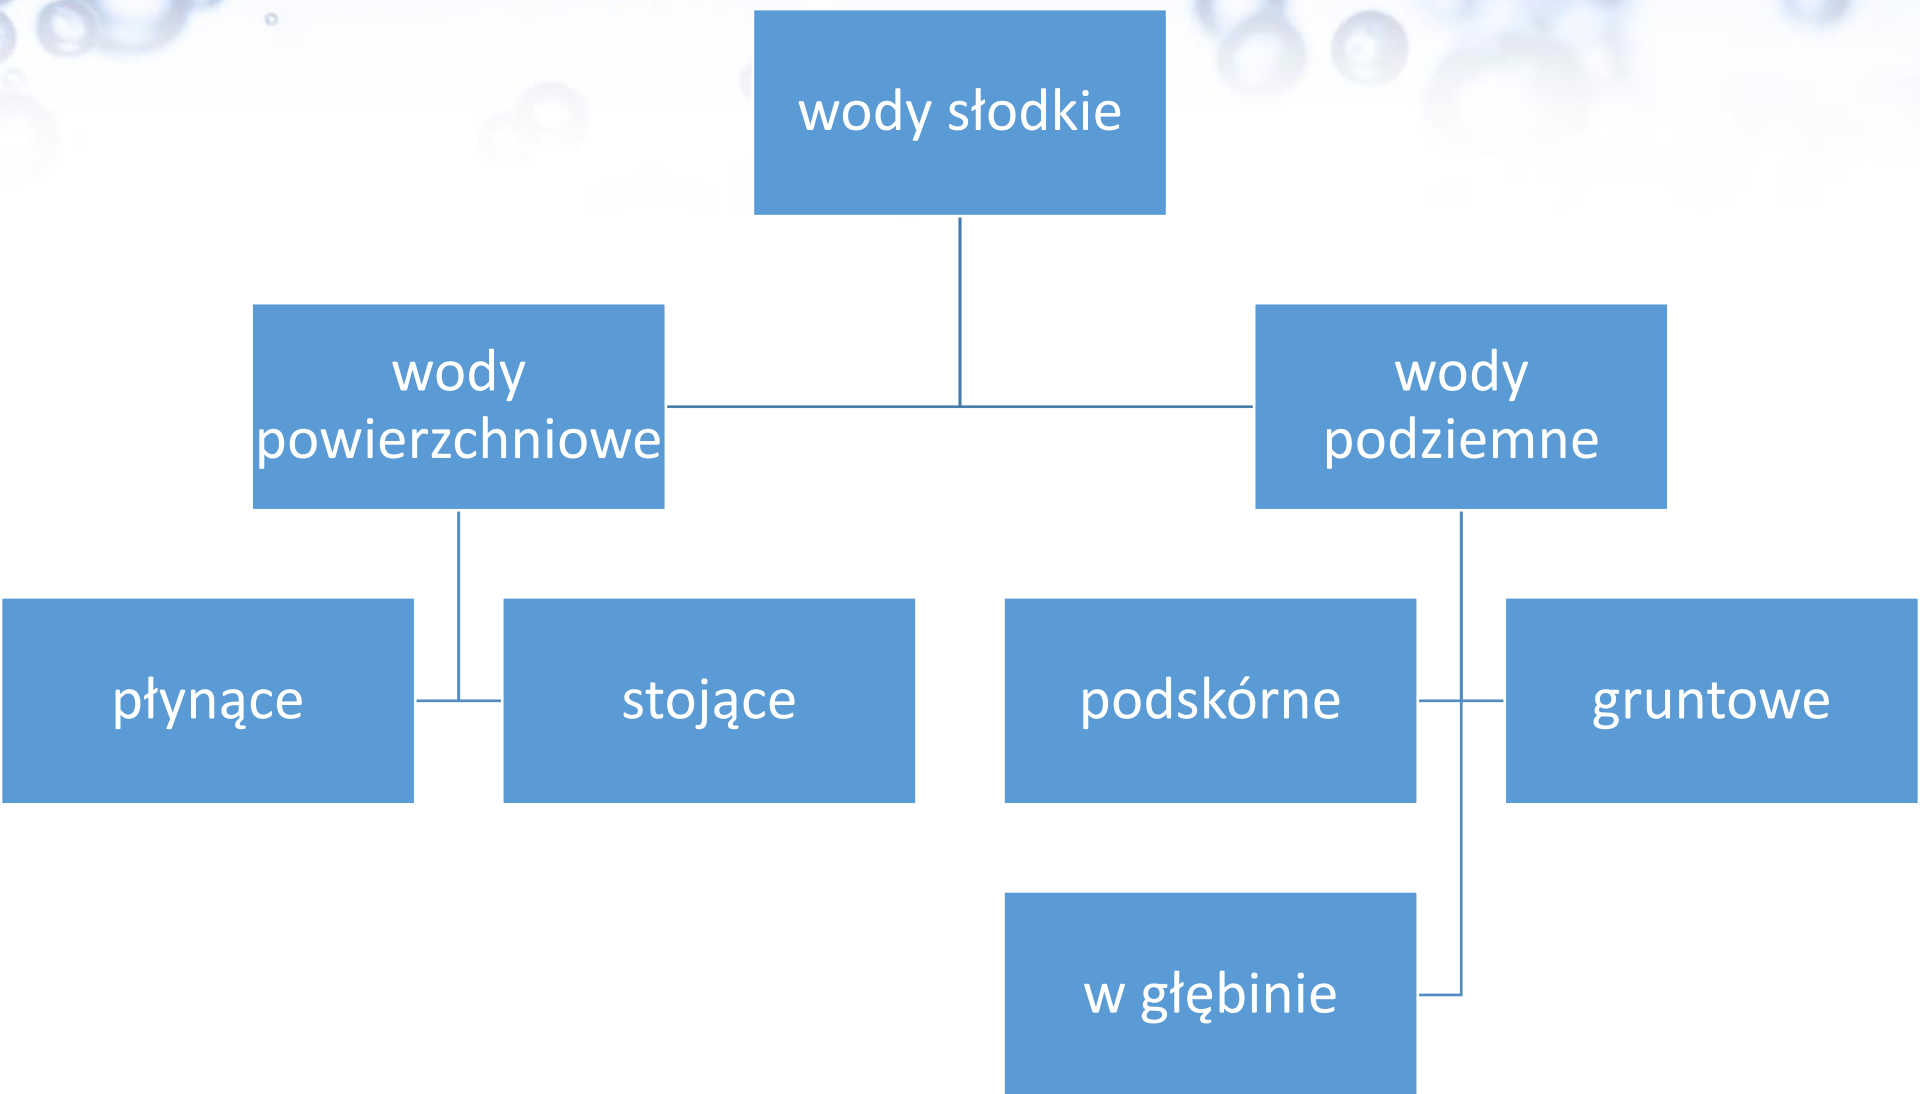 wody słodkie
wody
powierzchniowe
wody
podziemne
płynące
stojące
podskórne
gruntowe
w głębinie